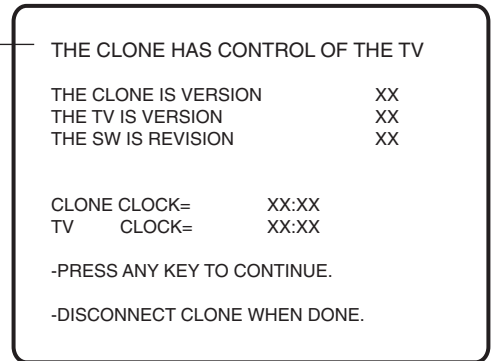 THE CLONE HAS CONTROL OF THE TV
THE CLONE IS VERSION XX
THE TV IS VERSION XX
THE SW IS REVISION XX
CLONE CLOCK= XX:XX
TV CLOCK= XX:XX
-PRESS ANY KEY TO CONTINUE.
-DISCONNECT CLONE WHEN DONE.